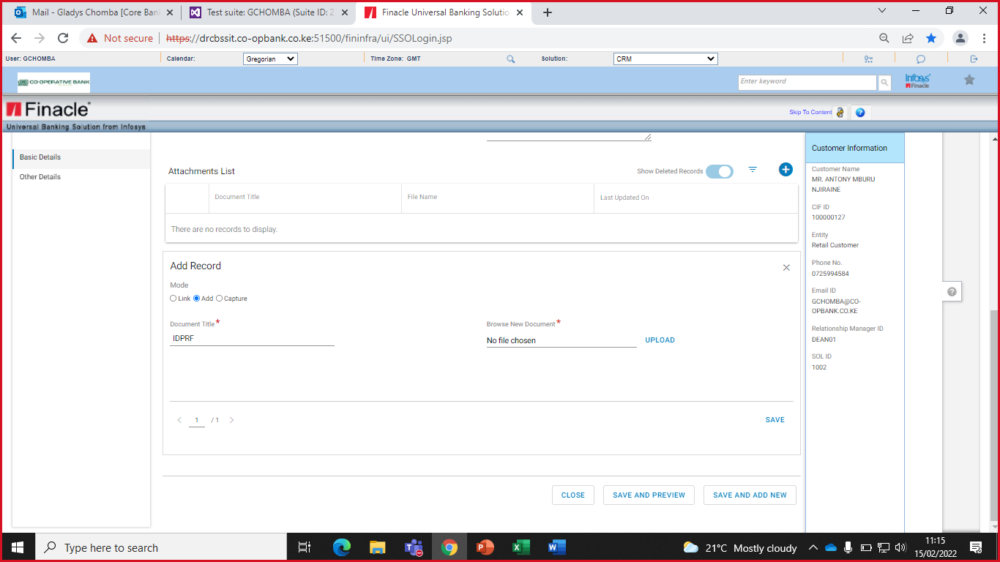 Mail - Gladys Chomba [Core Ban
Test suite: GCHOMBA (Suite ID: 2
Finacle Universal Banking Solutio
Not secure
https://drcbssit.co-opbank.co.ke:51500/fininfra/ui/SSOLogin.jsp
User: GCHOMBA
Calendar:
Gregorian
Time Zone: GMT
Solution:
CRM
CO-OPERATIVE BANK
Enter keyword
Infosys
Finacle
Finacle
Skip To Content
Universal Banking Solution from Infosys
Basic Details
Other Details
Attachments List
Show Deleted Records
Document Title
File Name
Last Updated On
There are no records to display.
Add Record
Mode
Link Add Capture
Document Title*
IDPRF
Browse New Document*
No file chosen
UPLOAD
1 / 1
SAVE
CLOSE
SAVE AND PREVIEW
SAVE AND ADD NEW
Customer Information
Customer Name
MR. ANTONY MBURU
NJIRAINE
CIF ID
100000127
Entity
Retail Customer
Phone No.
0725994584
Email ID
GCHOMBA@CO-
OPBANK.CO.KE
Relationship Manager ID
DEAN01
SOL ID
1002
Type here to search
21°C Mostly cloudy
11:15
15/02/2022